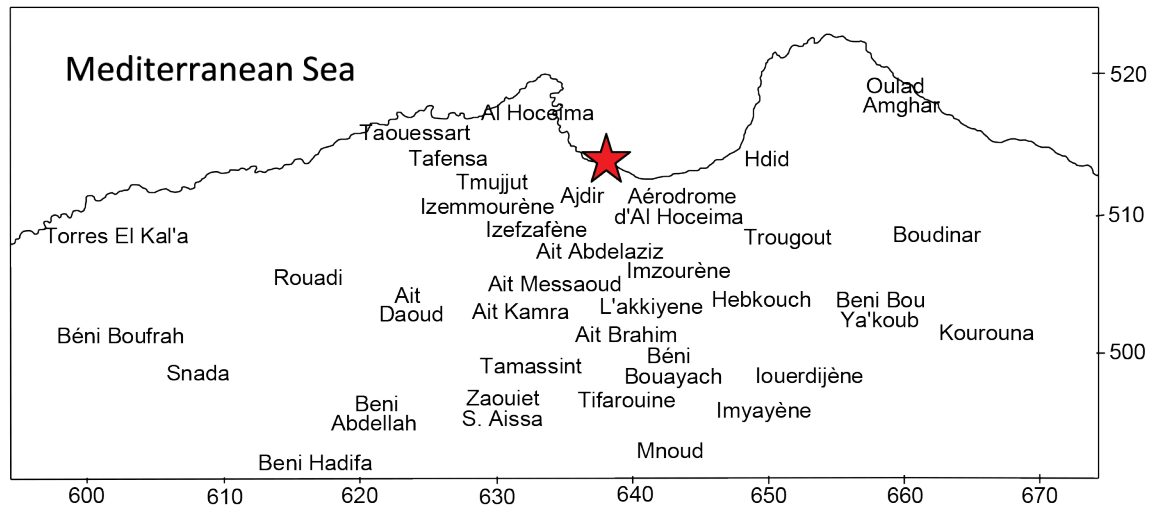 Mediterranean Sea
520
Oulad
Amghar
Al Hoceima
Taouessart
Tafensa
Hdid
Tmujjut
Ajdir
Aérodrome
d'Al Hoceima
Izemmourène
510
Izefzafène
Torres El Kal'a
Trougout
Boudinar
Ait Abdelaziz
Imzourène
Rouadi
Ait Messaoud
Ait
Daoud
Ait Kamra
L'akkiyene
Hebkouch
Beni Bou
Ya'koub
Béni Boufrah
Ait Brahim
Kourouna
500
Béni
Bouayach
Tamassint
Snada
Iouerdijène
Beni
Abdellah
Zaouiet
S. Aissa
Tifarouine
Imyayène
Mnoud
Beni Hadifa
600
610
620
630
640
650
660
670